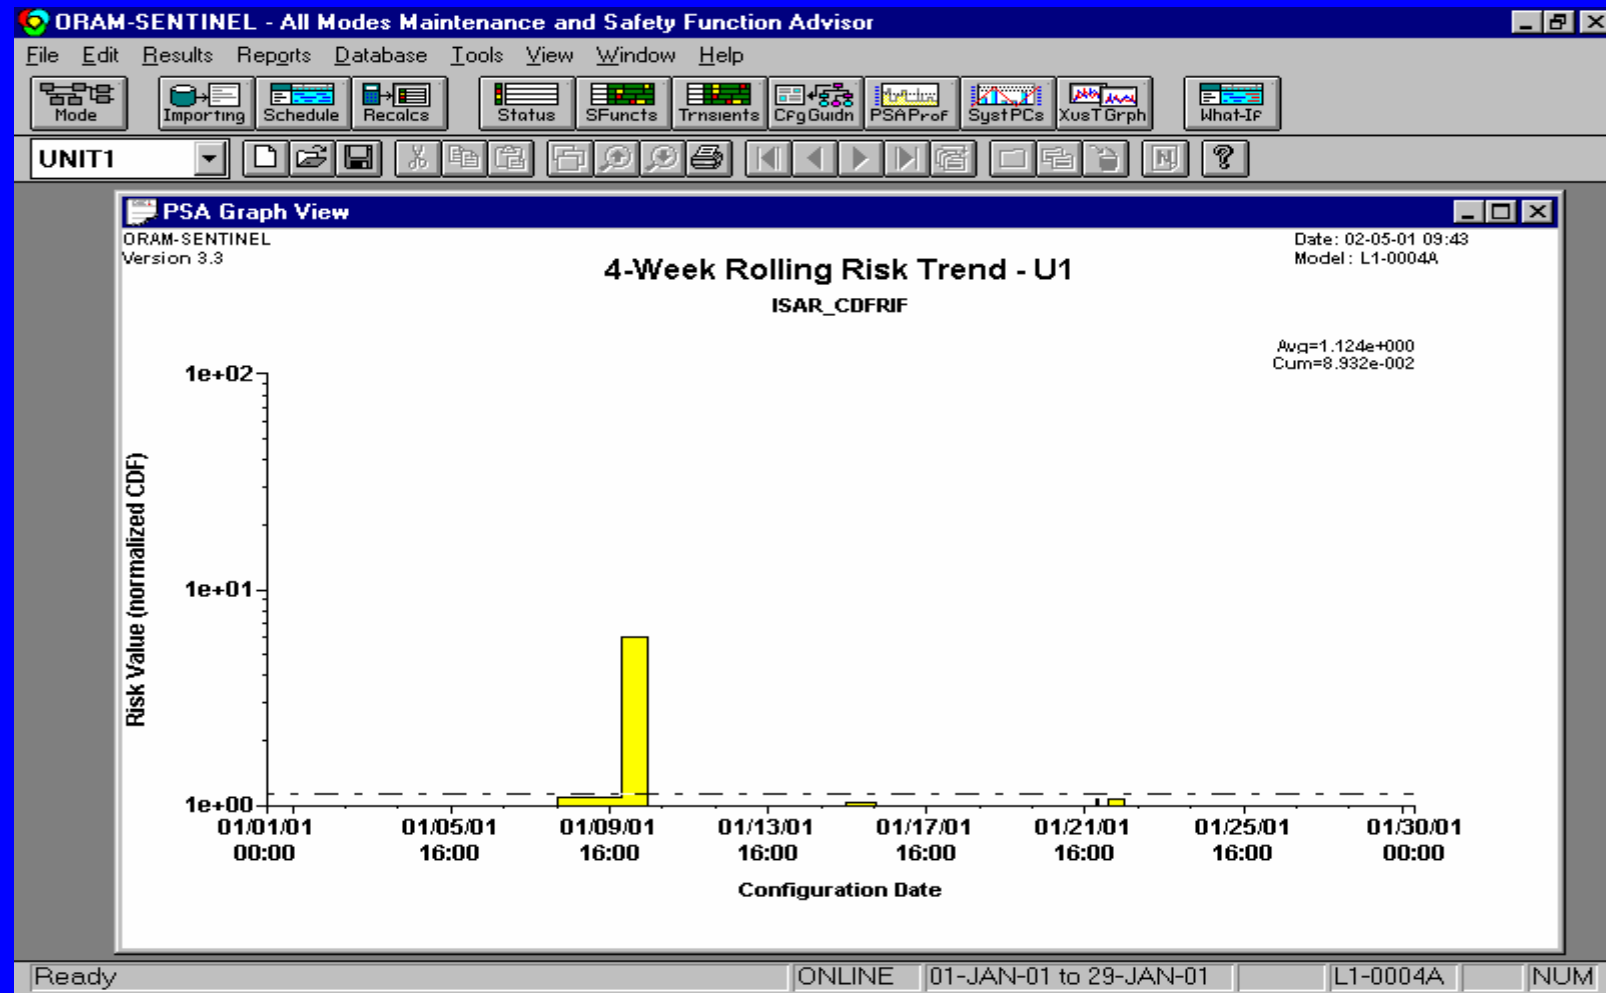 ORAM-SENTINEL - All Modes Maintenance and Safety Function Advisor
File Edit Results Reports Database Tools View Window Help
Mode Importing Schedule Recalcs Status SFuncts Trnsients CfgGuidn PSAProf SystPCs XusTGrph What-If
UNIT1
PSA Graph View
ORAM-SENTINEL
Version 3.3
Date: 02-05-01 09:43
Model: L1-0004A
4-Week Rolling Risk Trend - U1
ISAR_CDFRIF
Avg=1.124e+000
Cum=8.932e-002
Risk Value (normalized CDF)
1e+02
1e+01
1e+00
01/01/01 01/05/01 01/09/01 01/13/01 01/17/01 01/21/01 01/25/01 01/30/01
00:00 16:00 16:00 16:00 16:00 16:00 16:00 00:00
Configuration Date
Ready ONLINE 01-JAN-01 to 29-JAN-01 L1-0004A NUM